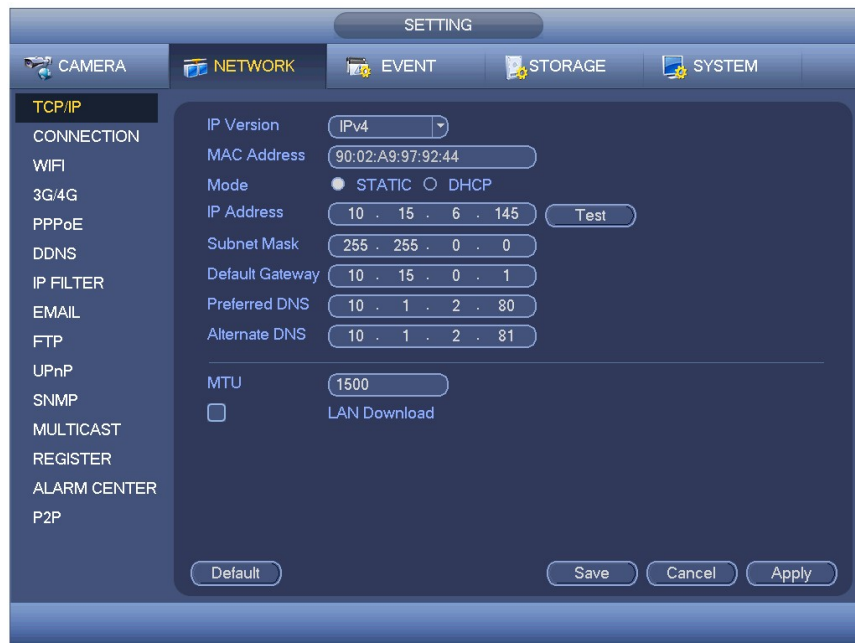 SETTING
CAMERA NETWORK EVENT STORAGE SYSTEM
TCP/IP
CONNECTION
WIFI
3G/4G
PPPoE
DDNS
IP FILTER
EMAIL
FTP
UPnP
SNMP
MULTICAST
REGISTER
ALARM CENTER
P2P
IP Version IPv4
MAC Address 90:02:A9:97:92:44
Mode STATIC DHCP
IP Address 10 . 15 . 6 . 145 Test
Subnet Mask 255 . 255 . 0 . 0
Default Gateway 10 . 15 . 0 . 1
Preferred DNS 10 . 1 . 2 . 80
Alternate DNS 10 . 1 . 2 . 81
MTU 1500
LAN Download
Default Save Cancel Apply